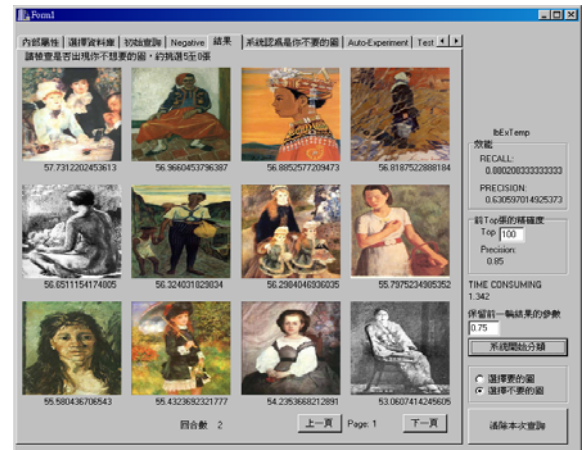 Form1
內部屬性 選擇資料庫 初始查詢 Negative 結果 系統認爲是你不要的圖 Auto-Experiment Test
請檢查是否出現你不想要的圖，約挑選5至0張
57.7312202453613 56.9660453796387 56.8852577209473 56.8187522888184
56.6511154174805 56.324031829834 56.2984046936035 55.7975234985352
55.580436706543 55.4323692321777 54.2353668212891 53.0607414245605
回合數 2 上一頁 Page: 1 下一頁
lbExTemp
效能
RECALL:
0.880208333333333
PRECISION:
0.630597014925373
前Top張的精確度
Top 100
Precision:
0.85
TIME CONSUMING
1.342
保留前一輪結果的參數
0.75
系統開始分類
選擇要的圖
選擇不要的圖
清除本次查詢